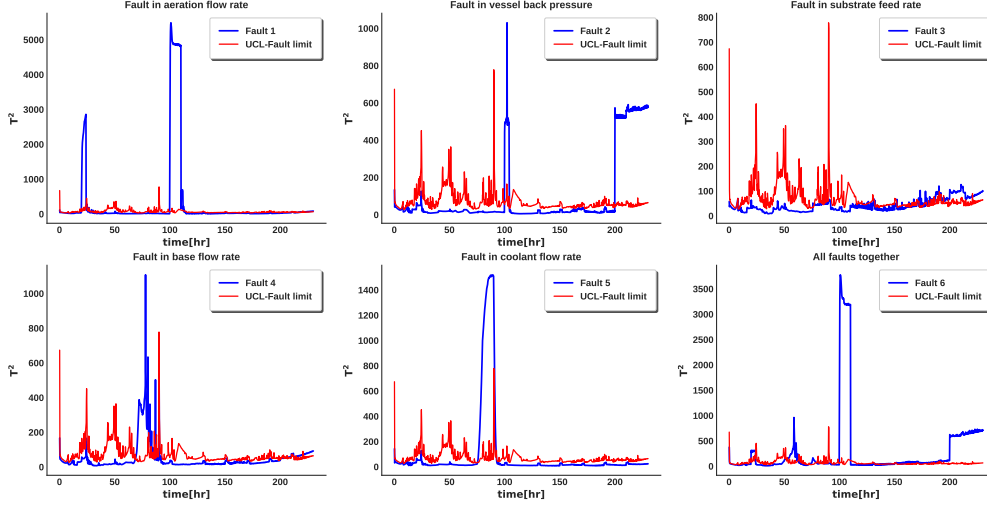 Fault in aeration flow rate
Fault 1
UCL-Fault limit
T²
5000
4000
3000
2000
1000
0
0 50 100 150 200
time[hr]
Fault in vessel back pressure
Fault 2
UCL-Fault limit
T²
1000
800
600
400
200
0
0 50 100 150 200
time[hr]
Fault in substrate feed rate
Fault 3
UCL-Fault limit
T²
800
700
600
500
400
300
200
100
0
0 50 100 150 200
time[hr]
Fault in base flow rate
Fault 4
UCL-Fault limit
T²
1000
800
600
400
200
0
0 50 100 150 200
time[hr]
Fault in coolant flow rate
Fault 5
UCL-Fault limit
T²
1400
1200
1000
800
600
400
200
0
0 50 100 150 200
time[hr]
All faults together
Fault 6
UCL-Fault limit
T²
3500
3000
2500
2000
1500
1000
500
0
0 50 100 150 200
time[hr]